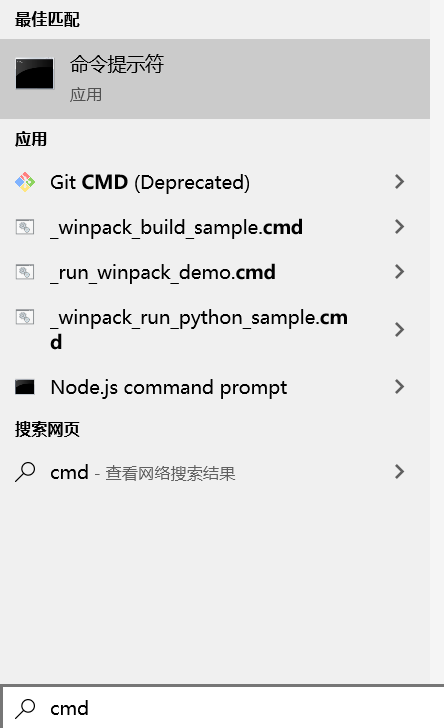 最佳匹配
命令提示符
应用
应用
Git CMD (Deprecated)
_winpack_build_sample.cmd
_run_winpack_demo.cmd
_winpack_run_python_sample.cm
d
Node.js command prompt
搜索网页
cmd - 查看网络搜索结果
cmd